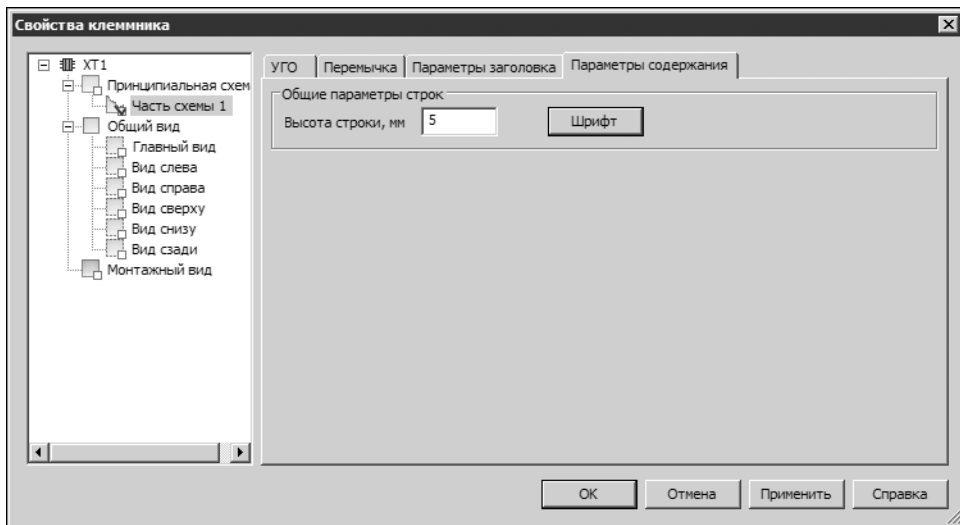 Свойства клеммника
XT1
Принципиальная схем
Часть схемы 1
Общий вид
Главный вид
Вид слева
Вид справа
Вид сверху
Вид снизу
Вид сзади
Монтажный вид
УГО Перемычка Параметры заголовка Параметры содержания
Общие параметры строк
Высота строки, мм 5 Шрифт
ОК Отмена Применить Справка